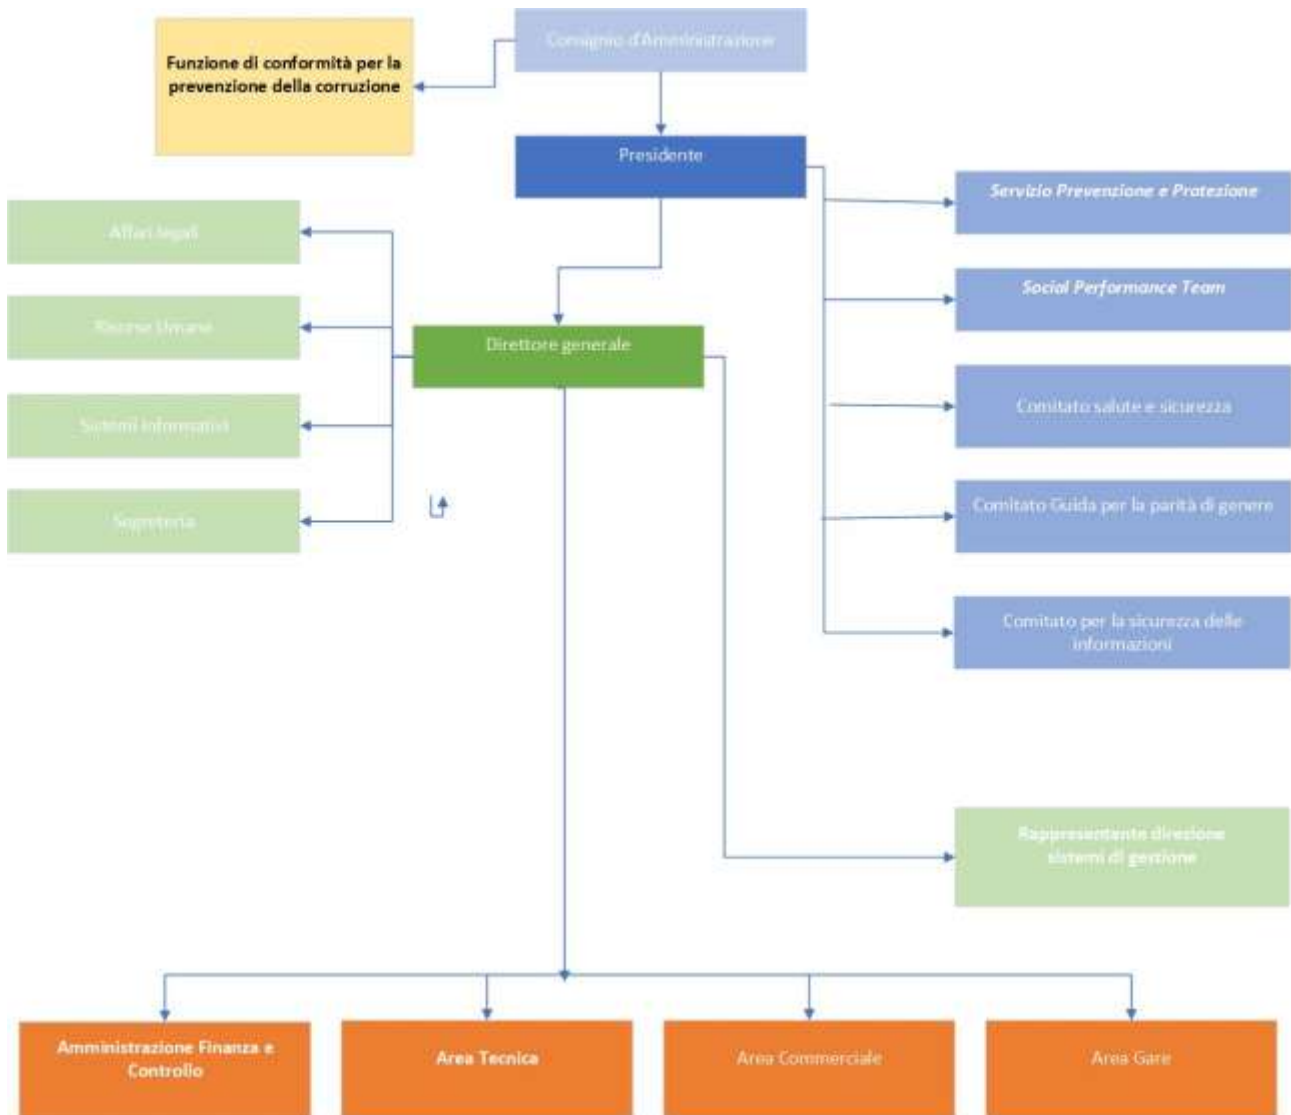 Consiglio d'Amministrazione
Funzione di conformità per la
prevenzione della corruzione
Presidente
Servizio Prevenzione e Protezione
Affari legali
Social Performance Team
Risorse Umane
Direttore generale
Comitato salute e sicurezza
Sistemi informativi
Comitato Guida per la parità di genere
Segreteria
Comitato per la sicurezza delle
informazioni
Rappresentante direzione
sistemi di gestione
Amministrazione Finanza e
Controllo
Area Tecnica
Area Commerciale
Area Gare